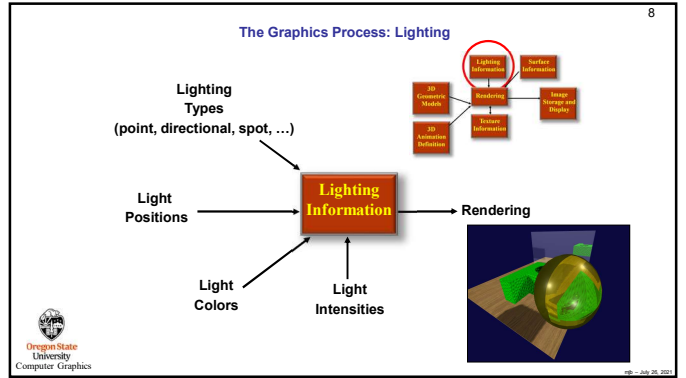 8
The Graphics Process: Lighting
Lighting
Types
(point, directional, spot, …)
Light
Positions
Light
Colors
Light
Intensities
Lighting
Information
Rendering
Lighting
Information
Surface
Information
3D
Geometric
Models
Rendering
Image
Storage and
Display
3D
Animation
Definition
Texture
Information
Oregon State
University
Computer Graphics
mjb – July 26, 2021